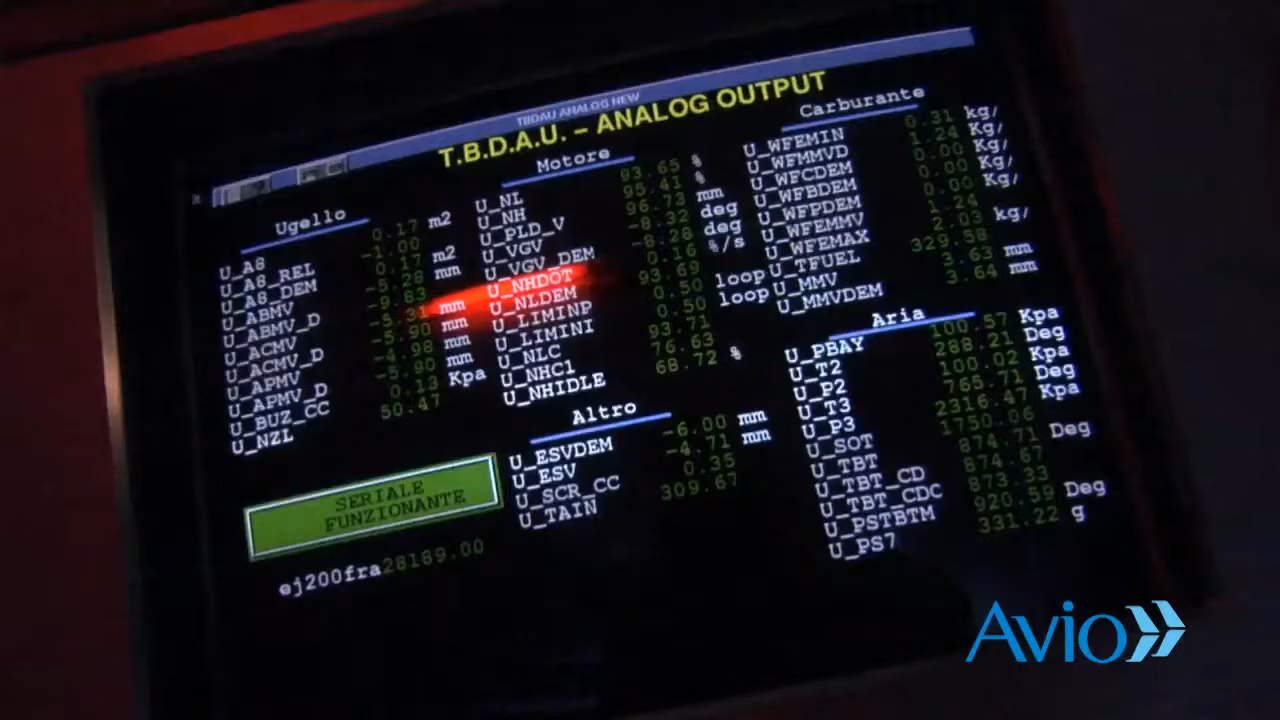 TBDAU ANALOG NEW
T.B.D.A.U. - ANALOG OUTPUT
Ugello
U_A8 0.17 m2
U_A8_REL -1.00
U_A8_DEM 0.17 m2
U_ABMV -5.28 mm
U_ABMV_D -9.83
U_ACMV -5.31 mm
U_ACMV_D -5.90 mm
U_APMV -4.98 mm
U_APMV_D -5.90 mm
U_BUZ_CC 0.13 Kpa
U_NZL 50.47
Motore
U_NL 93.65 %
U_NH 95.41 %
U_PLD_V 96.73 mm
U_VGV -8.32 deg
U_VGV_DEM -8.28 deg
U_NHDOT 0.16 %/s
U_NLDEM 93.69
U_LIMINP 0.50 loop
U_LIMINI 0.50 loop
U_NLC 93.71
U_NHC1 76.63
U_NHIDLE 68.72 %
Altro
U_ESVDEM -6.00 mm
U_ESV -4.71 mm
U_SCR_CC 0.35
U_TAIN 309.67
Carburante
U_WFEMIN 0.31 kg/
U_WFMMVD 1.24 Kg/
U_WFCDEM 0.00 Kg/
U_WFBDEM 0.00 Kg/
U_WFPDEM 1.24 Kg/
U_WFEMMV
U_WFEMAX 2.03 kg/
U_TFUEL 329.58
U_MMV 3.63 mm
U_MMVDEM 3.64 mm
Aria
U_PBAY 100.57 Kpa
U_T2 288.21 Deg
U_P2 100.02 Kpa
U_T3 765.71 Deg
U_P3 2316.47 Kpa
U_SOT 1750.06
U_TBT 874.71 Deg
U_TBT_CD 874.67
U_TBT_CDC 873.33
U_PSTBTM 920.59 Deg
U_PS7 331.22 g
SERIALE
FUNZIONANTE
ej200fra28189.00
Avio